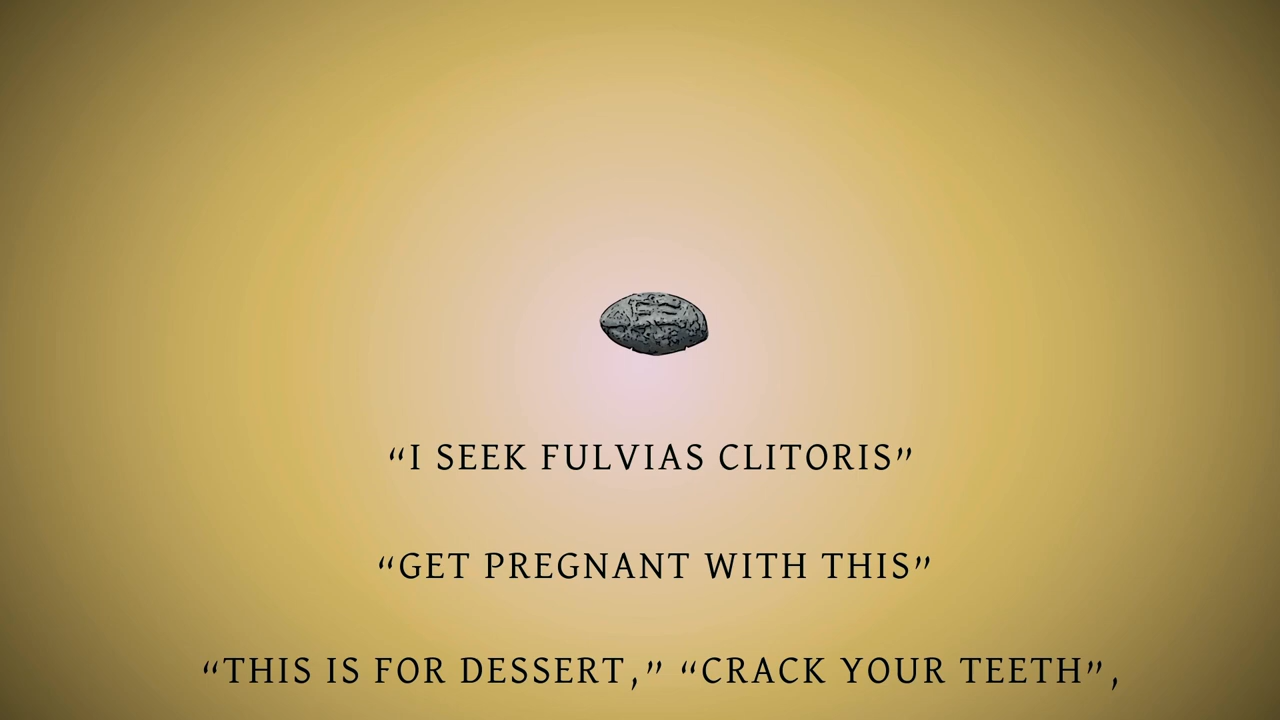 “I SEEK FULVIAS CLITORIS”
“GET PREGNANT WITH THIS”
“THIS IS FOR DESSERT,” “CRACK YOUR TEETH”,